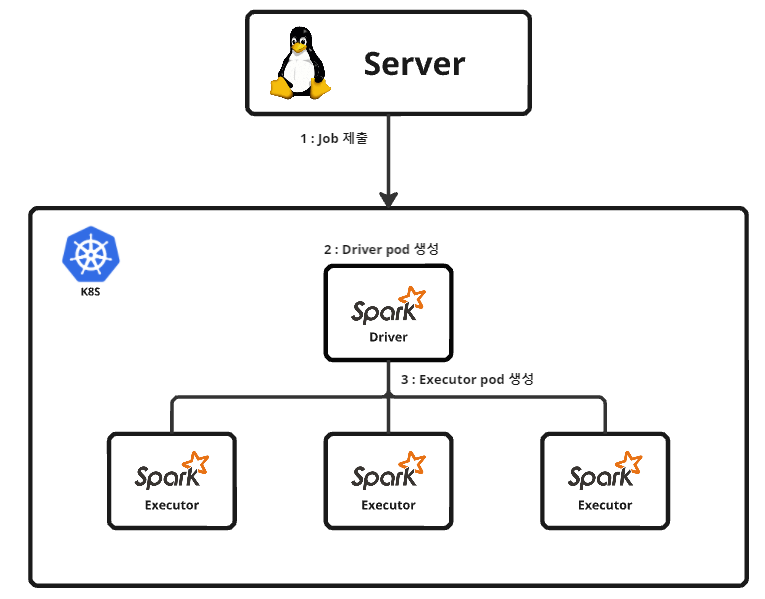 Server
1 : Job 제출
K8S
2 : Driver pod 생성
Spark
Driver
3 : Executor pod 생성
Spark
Executor
Spark
Executor
Spark
Executor